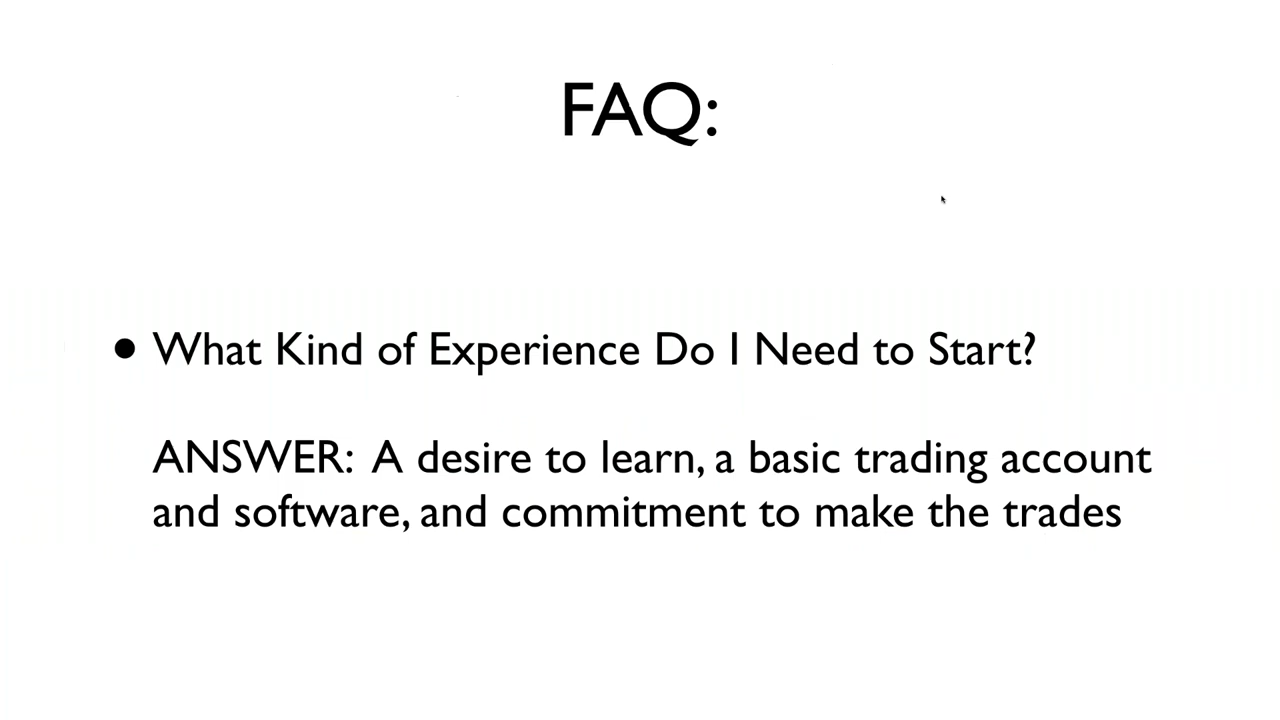 FAQ:
• What Kind of Experience Do I Need to Start?
ANSWER: A desire to learn, a basic trading account
and software, and commitment to make the trades